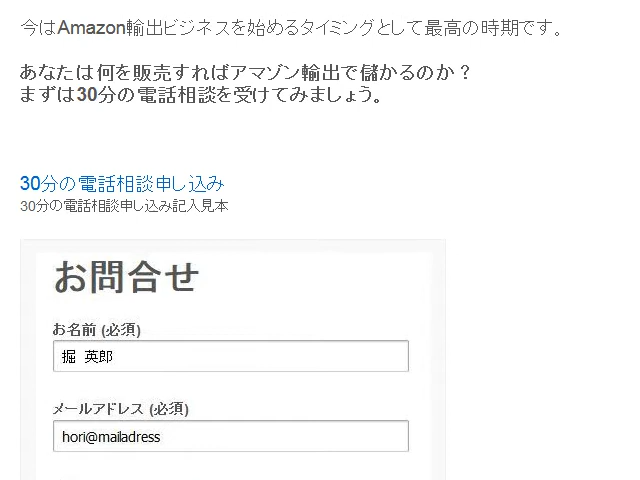 今はAmazon輸出ビジネスを始めるタイミングとして最高の時期です。
あなたは何を販売すればアマゾン輸出で儲かるのか？
まずは30分の電話相談を受けてみましょう。
30分の電話相談申し込み
30分の電話相談申し込み記入見本
お問合せ
お名前 (必須)
掘 英郎
メールアドレス (必須)
hori@mailadress